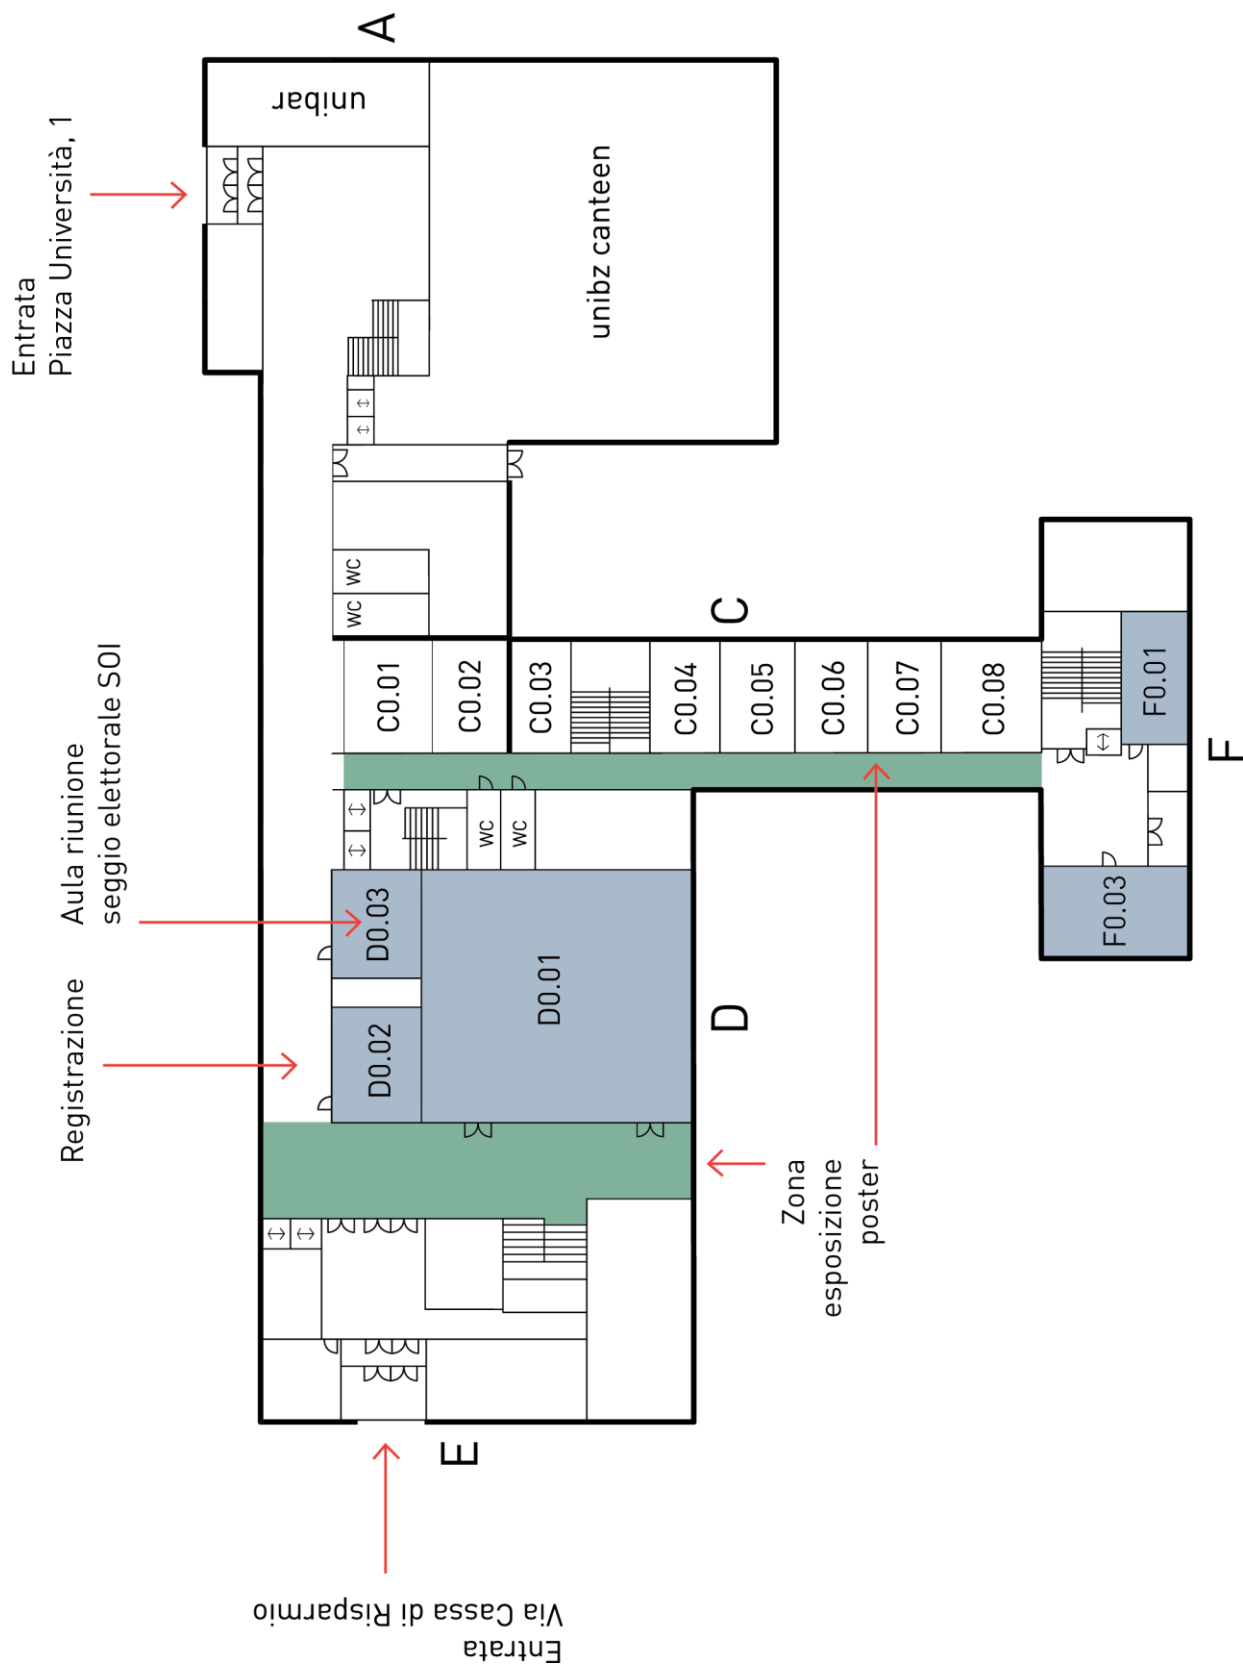 A
unibar
Entrata
Piazza Università, 1
unibz canteen
WC
WC
C
C0.01
C0.02
C0.03
C0.04
C0.05
C0.06
C0.07
C0.08
F0.01
F
F0.03
Aula riunione
seggio elettorale SOI
WC
WC
D0.03
D0.01
D0.02
D
Registrazione
Zona
esposizione
poster
E
Entrata
Via Cassa di Risparmio